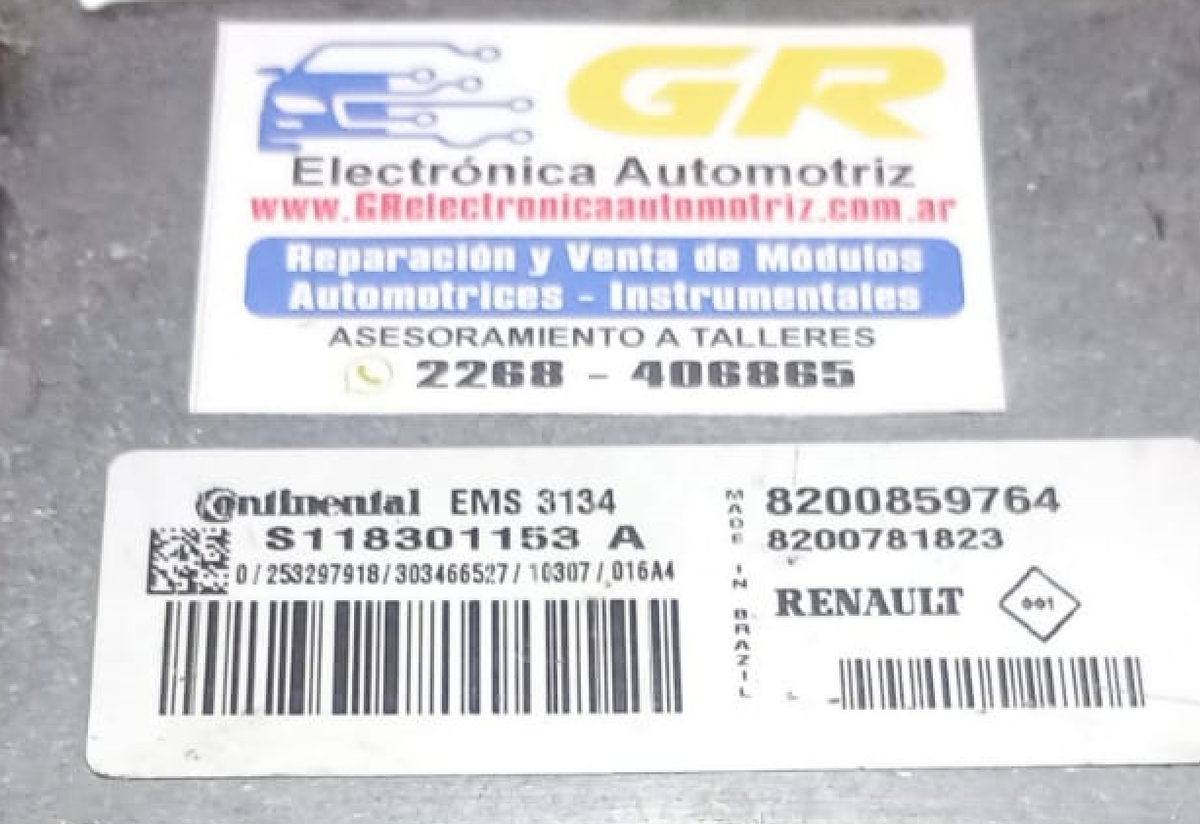 GR
Electrónica Automotriz
www.GRelectronicaautomotriz.com.ar
Reparación y Venta de Módulos
Automotrices - Instrumentales
ASESORAMIENTO A TALLERES
2268 - 406865
Continental EMS 3134
S118301153 A
0/253297918/303466527/10307/016A4
MADE IN BRAZIL
8200859764
8200781823
RENAULT
001